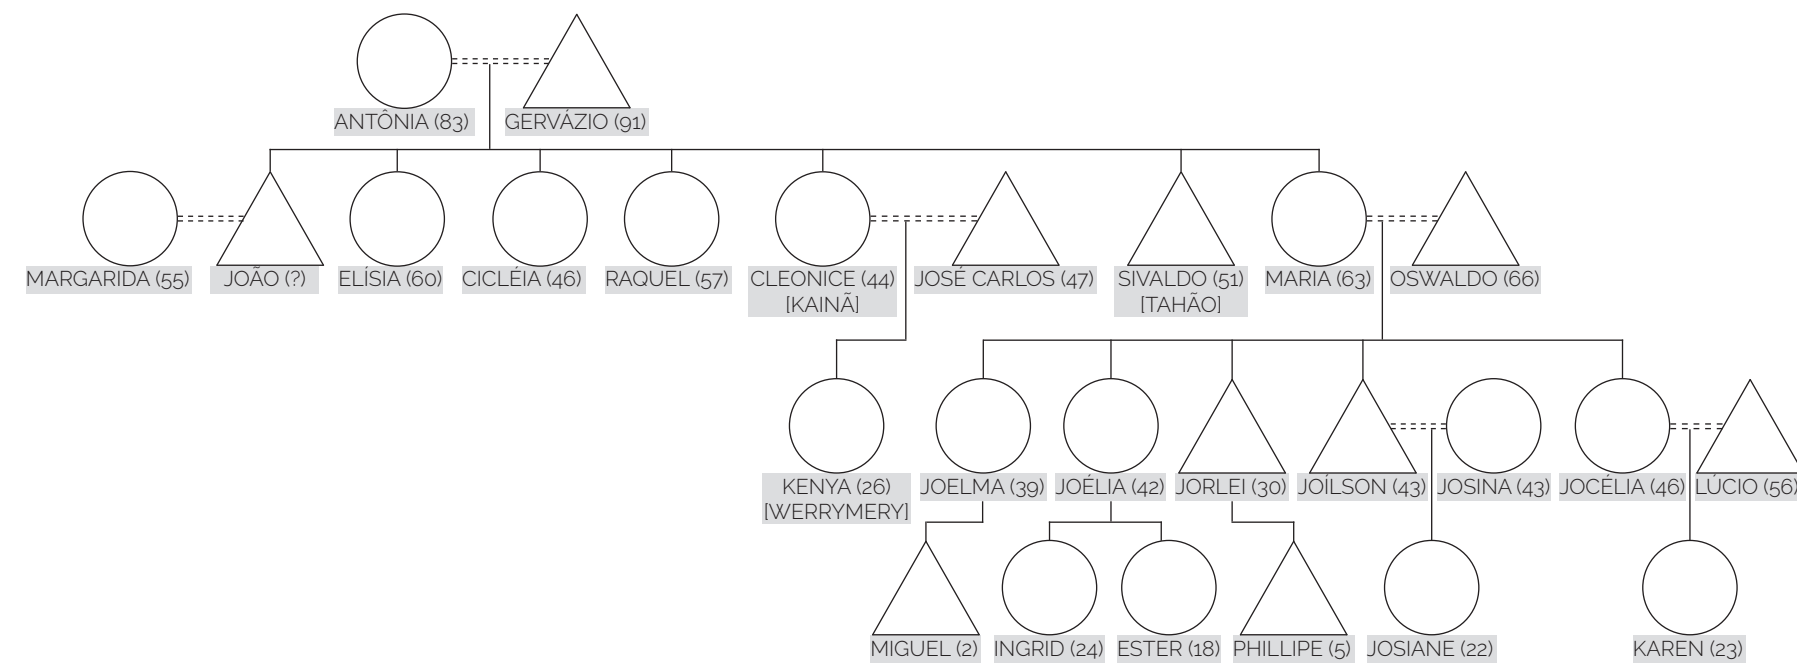 ANTÔNIA (83) GERVÁZIO (91)
MARGARIDA (55) JOÃO (?) ELÍSIA (60) CICLÉIA (46) RAQUEL (57) CLEONICE (44) JOSÉ CARLOS (47) SIVALDO (51) MARIA (63) OSWALDO (66)
[KAINÃ] [TAHÃO]
KENYA (26) JOELMA (39) JOÉLIA (42) JORLEI (30) JOÍLSON (43) JOSINA (43) JOCÉLIA (46) LÚCIO (56)
[WERRYMERY]
MIGUEL (2) INGRID (24) ESTER (18) PHILLIPE (5) JOSIANE (22) KAREN (23)